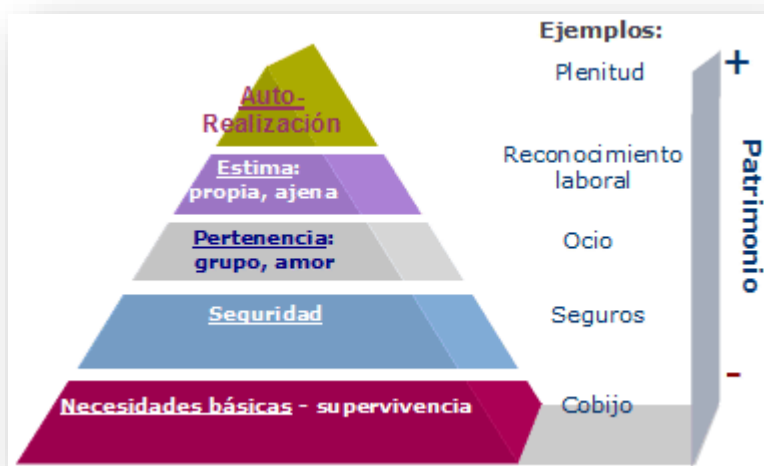 Ejemplos:
Auto-
Realización
Plenitud
+
Estima:
propia, ajena
Reconocimiento
laboral
Pertenencia:
grupo, amor
Ocio
Patrimonio
Seguridad
Seguros
-
Necesidades básicas - supervivencia
Cobijo